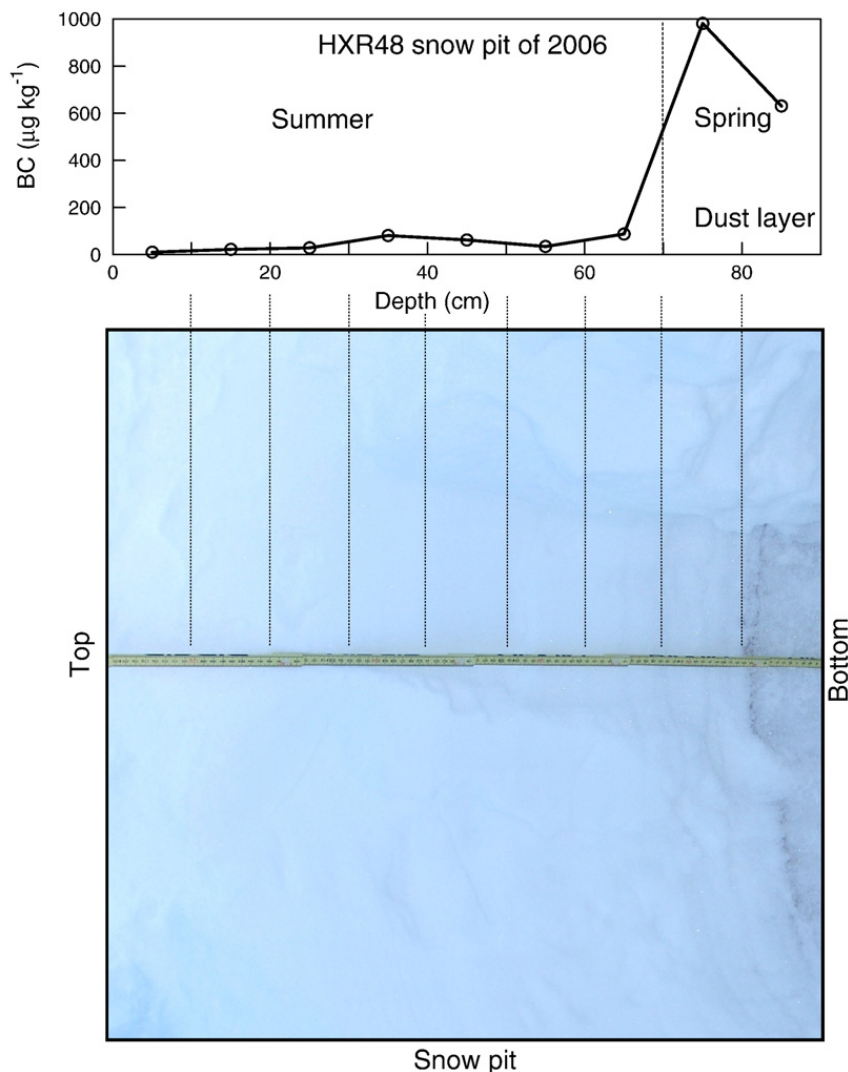 HXR48 snow pit of 2006
BC (μg kg⁻¹)
1000
800
600
400
200
0
Summer
Spring
Dust layer
0 20 40 60 80
Depth (cm)
Top
Bottom
Snow pit